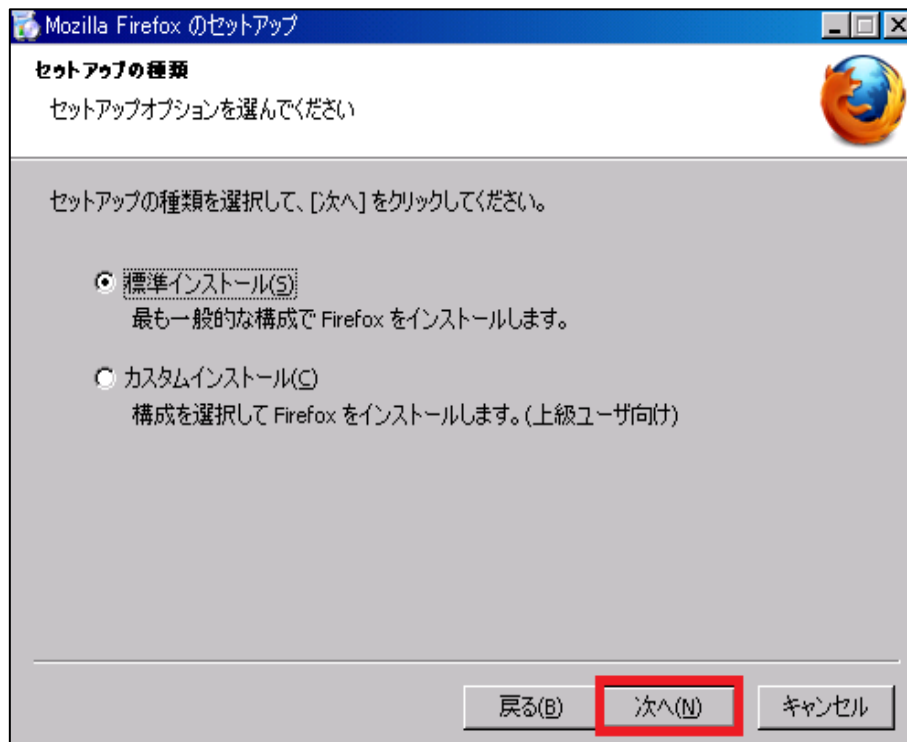 Mozilla Firefox のセットアップ
セットアップの種類
セットアップオプションを選んでください
セットアップの種類を選択して、[次へ] をクリックしてください。
標準インストール(S)
最も一般的な構成で Firefox をインストールします。
カスタムインストール(C)
構成を選択して Firefox をインストールします。(上級ユーザ向け)
戻る(B) 次へ(N) キャンセル